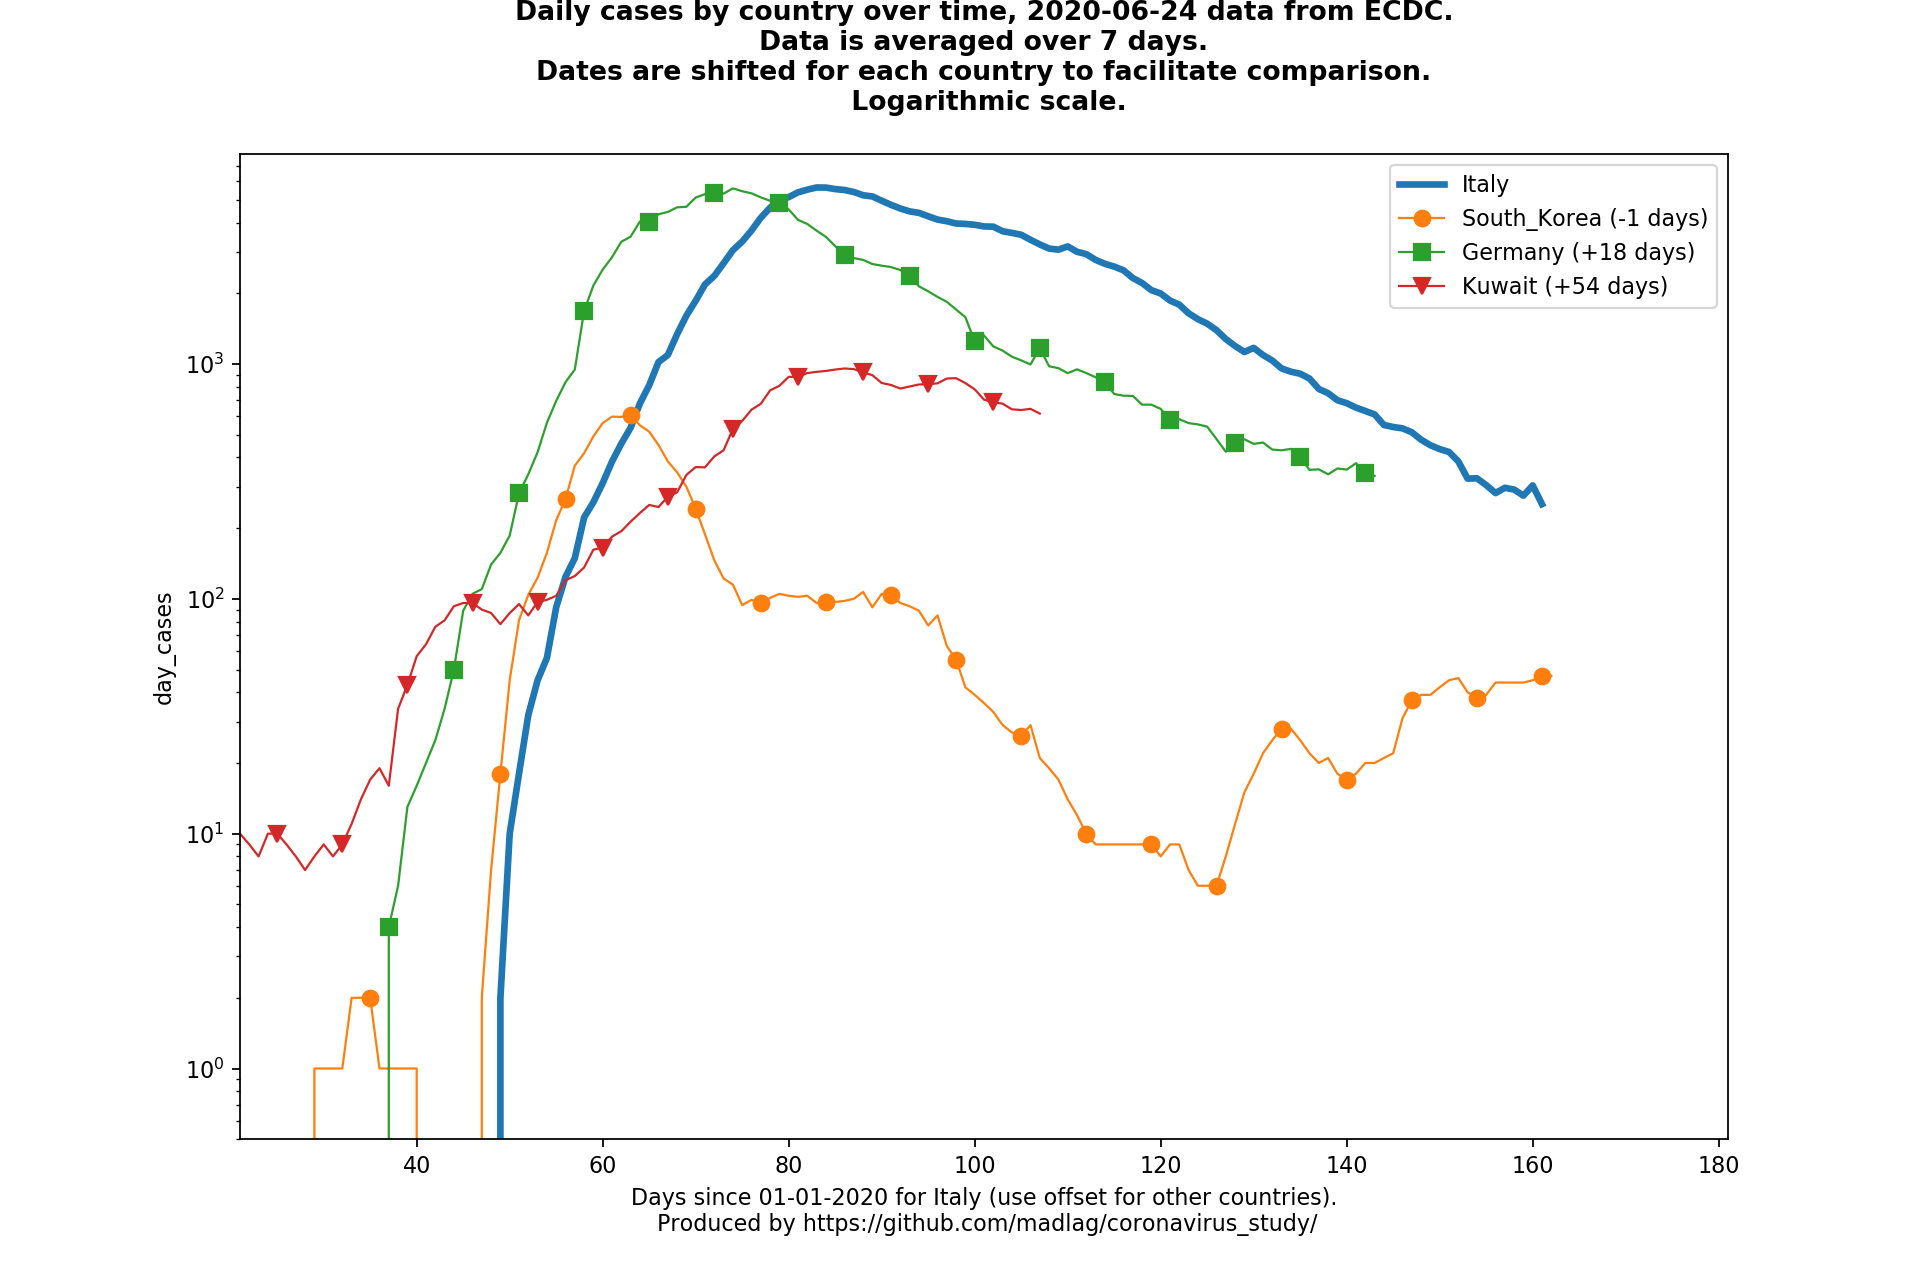 Daily cases by country over time, 2020-06-24 data from ECDC.
Data is averaged over 7 days.
Dates are shifted for each country to facilitate comparison.
Logarithmic scale.
Italy
South_Korea (-1 days)
Germany (+18 days)
Kuwait (+54 days)
10³
10²
10¹
10⁰
day_cases
40 60 80 100 120 140 160 180
Days since 01-01-2020 for Italy (use offset for other countries).
Produced by https://github.com/madlag/coronavirus_study/